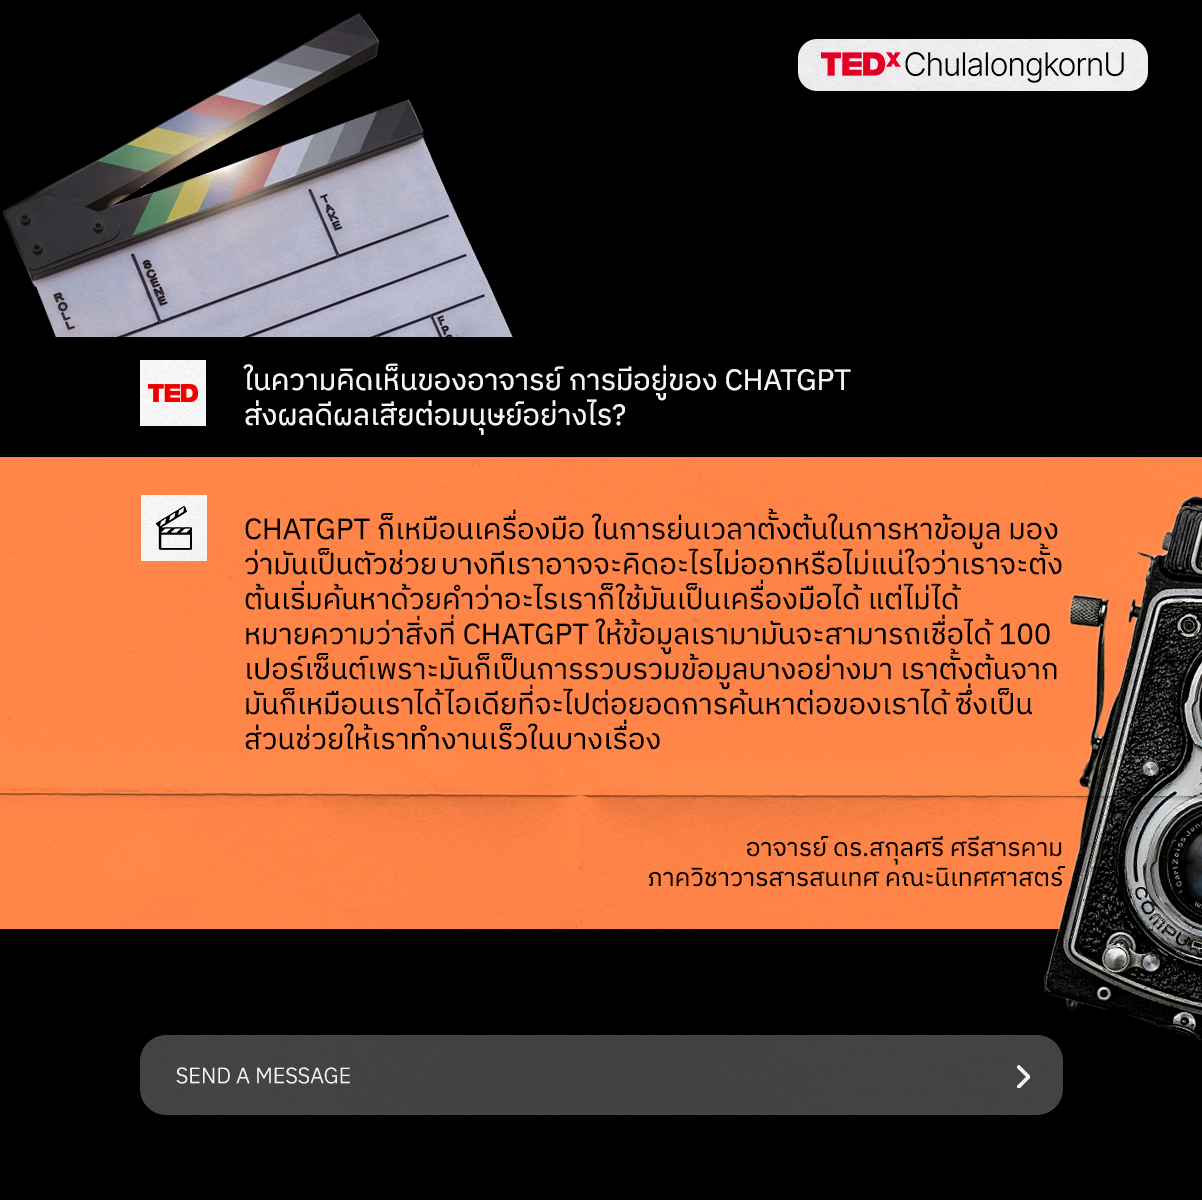 TEDxChulalongkornU
TAKE
SCENE
ROLL
TED
ในความคิดเห็นของอาจารย์ การมีอยู่ของ CHATGPT
ส่งผลดีผลเสียต่อมนุษย์อย่างไร?
CHATGPT ก็เหมือนเครื่องมือ ในการย่นเวลาตั้งต้นในการหาข้อมูล มอง
ว่ามันเป็นตัวช่วย บางทีเราอาจจะคิดอะไรไม่ออกหรือไม่แน่ใจว่าเราจะตั้ง
ต้นเริ่มค้นหาด้วยคำว่าอะไรเราก็ใช้มันเป็นเครื่องมือได้ แต่ไม่ได้
หมายความว่าสิ่งที่ CHATGPT ให้ข้อมูลเรามามันจะสามารถเชื่อได้ 100
เปอร์เซ็นต์เพราะมันก็เป็นการรวบรวมข้อมูลบางอย่างมา เราตั้งต้นจาก
มันก็เหมือนเราได้ไอเดียที่จะไปต่อยอดการค้นหาต่อของเราได้ ซึ่งเป็น
ส่วนช่วยให้เราทำงานเร็วในบางเรื่อง
อาจารย์ ดร.สกุลศรี ศรีสารคาม
ภาควิชาวารสารสนเทศ คณะนิเทศศาสตร์
Carl Zeiss
COMPUR
SEND A MESSAGE